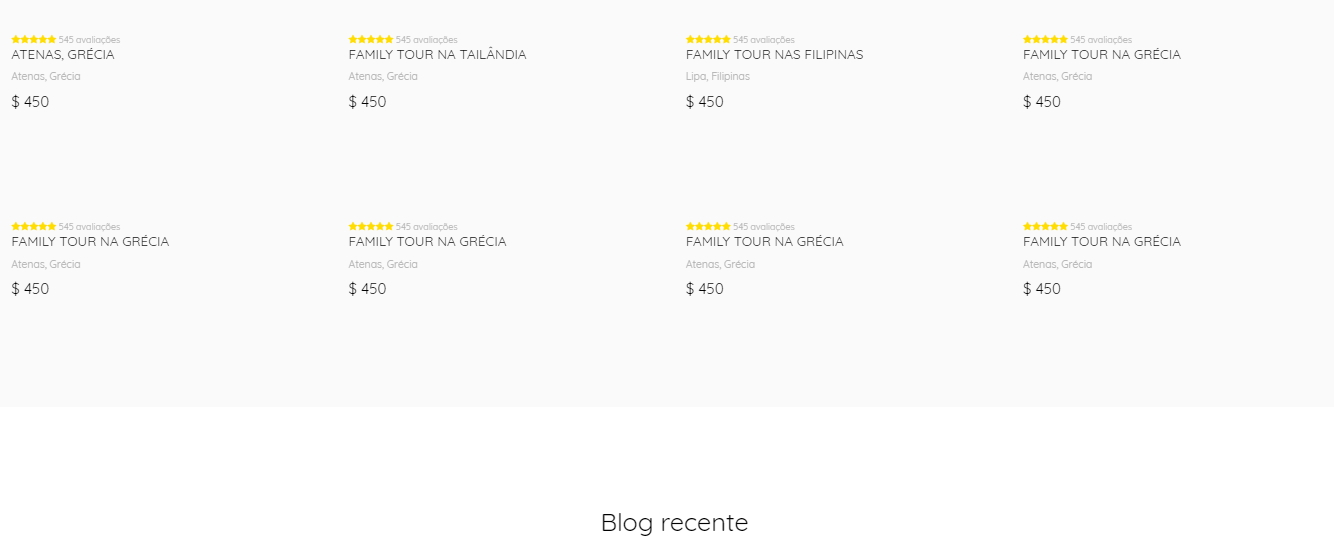 545 avaliações
ATENAS, GRÉCIA
Atenas, Grécia
$ 450
545 avaliações
FAMILY TOUR NA TAILÂNDIA
Atenas, Grécia
$ 450
545 avaliações
FAMILY TOUR NAS FILIPINAS
Lipa, Filipinas
$ 450
545 avaliações
FAMILY TOUR NA GRÉCIA
Atenas, Grécia
$ 450
545 avaliações
FAMILY TOUR NA GRÉCIA
Atenas, Grécia
$ 450
545 avaliações
FAMILY TOUR NA GRÉCIA
Atenas, Grécia
$ 450
545 avaliações
FAMILY TOUR NA GRÉCIA
Atenas, Grécia
$ 450
545 avaliações
FAMILY TOUR NA GRÉCIA
Atenas, Grécia
$ 450
Blog recente